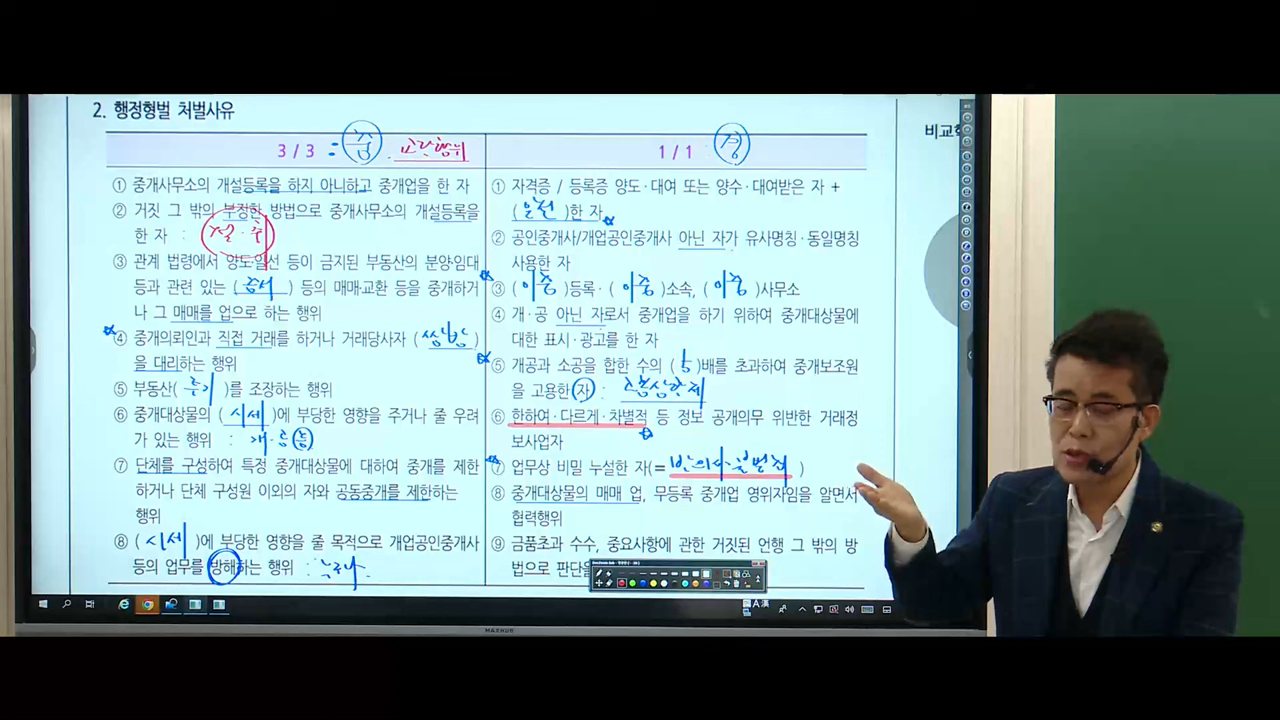 2. 행정형벌 처벌사유
비교
3 / 3 = 중 . 교란행위
① 중개사무소의 개설등록을 하지 아니하고 중개업을 한 자
② 거짓 그 밖의 부정한 방법으로 중개사무소의 개설등록을
한 자 :
③ 관계 법령에서 양도·알선 등이 금지된 부동산의 분양·임대
등과 관련 있는 ( 증서 ) 등의 매매·교환 등을 중개하거
나 그 매매를 업으로 하는 행위
④ 중개의뢰인과 직접 거래를 하거나 거래당사자 ( 쌍방 )
을 대리하는 행위
⑤ 부동산( 투기 )를 조장하는 행위
⑥ 중개대상물의 ( 시세 )에 부당한 영향을 주거나 줄 우려
가 있는 행위 :
⑦ 단체를 구성하여 특정 중개대상물에 대하여 중개를 제한
하거나 단체 구성원 이외의 자와 공동중개를 제한하는
행위
⑧ ( 시세 )에 부당한 영향을 줄 목적으로 개업공인중개사
등의 업무를 방해하는 행위 : 누구나
1 / 1 경
① 자격증 / 등록증 양도·대여 또는 양수·대여받은 자 +
( 알선 )한 자
② 공인중개사/개업공인중개사 아닌 자가 유사명칭·동일명칭
사용한 자
③ ( 이중 )등록·( 이중 )소속, ( 이중 )사무소
④ 개·공 아닌 자로서 중개업을 하기 위하여 중개대상물에
대한 표시·광고를 한 자
⑤ 개공과 소공을 합한 수의 ( 5 )배를 초과하여 중개보조원
을 고용한 자 : 고용상한제
⑥ 한하여·다르게·차별적 등 정보 공개의무 위반한 거래정
보사업자
⑦ 업무상 비밀 누설한 자(= 반의사불벌죄 )
⑧ 중개대상물의 매매 업, 무등록 중개업 영위자임을 알면서
협력행위
⑨ 금품초과 수수, 중요사항에 관한 거짓된 언행 그 밖의 방
법으로 판단을
MAXHUB